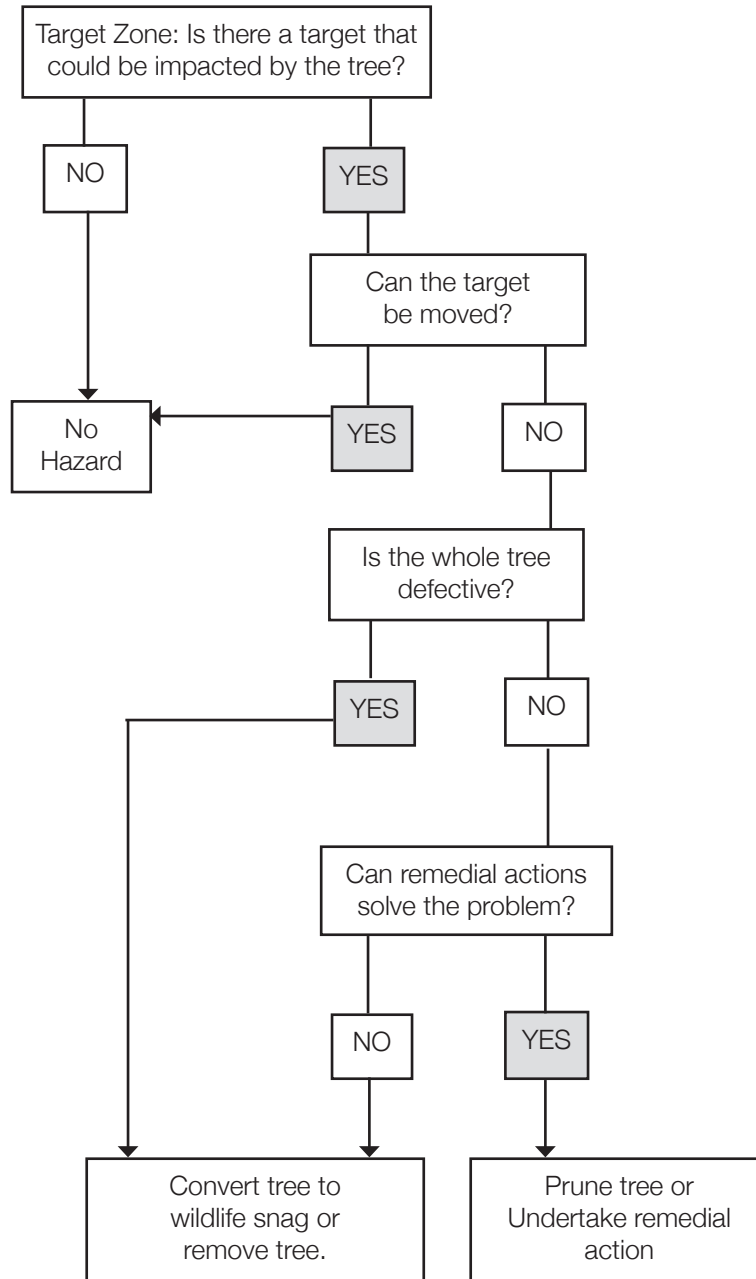 Target Zone: Is there a target that
could be impacted by the tree?
NO
YES
Can the target
be moved?
No
Hazard
YES
NO
Is the whole tree
defective?
YES
NO
Can remedial actions
solve the problem?
NO
YES
Convert tree to
wildlife snag or
remove tree.
Prune tree or
Undertake remedial
action